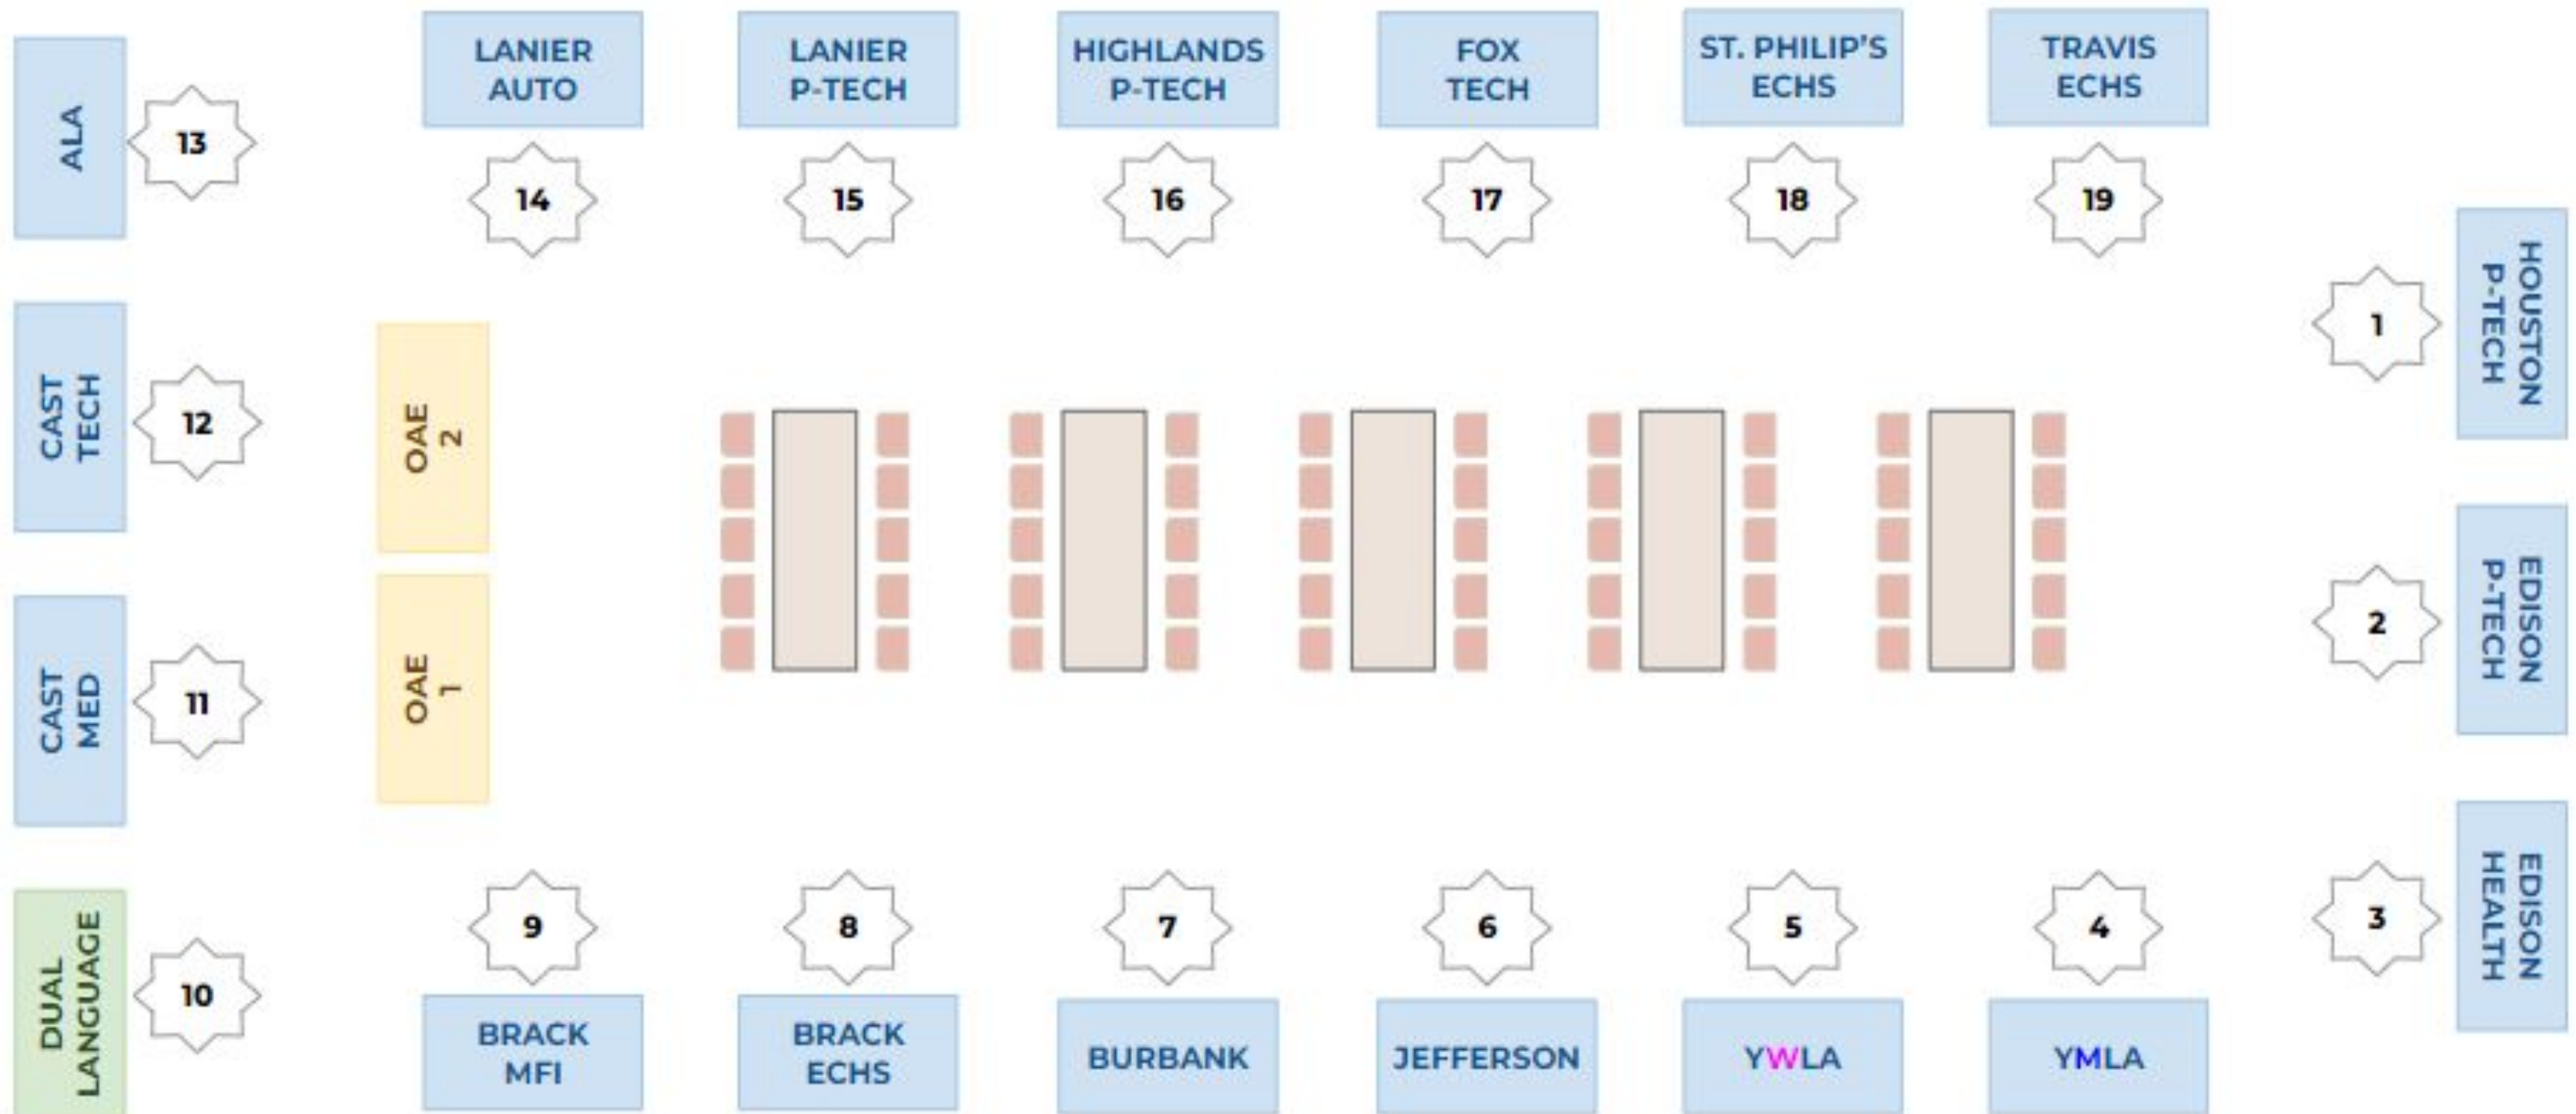 LANIER
AUTO
LANIER
P-TECH
HIGHLANDS
P-TECH
FOX
TECH
ST. PHILIP'S
ECHS
TRAVIS
ECHS
ALA
13
14
15
16
17
18
19
HOUSTON
P-TECH
1
CAST
TECH
12
OAE
2
EDISON
P-TECH
2
CAST
MED
11
OAE
1
EDISON
HEALTH
3
DUAL
LANGUAGE
10
9
8
7
6
5
4
BRACK
MFI
BRACK
ECHS
BURBANK
JEFFERSON
YWLA
YMLA